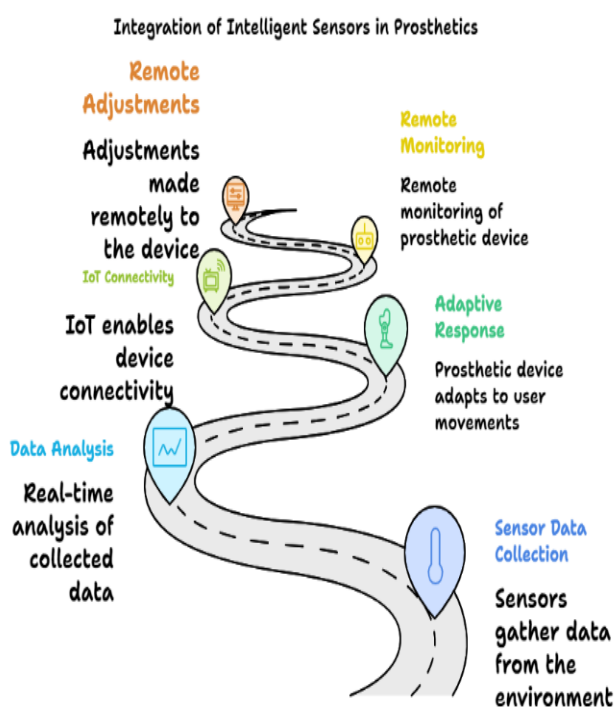 Integration of Intelligent Sensors in Prosthetics
Remote
Adjustments
Adjustments
made
remotely to
the device
Remote
Monitoring
Remote
monitoring of
prosthetic device
IoT Connectivity
IoT enables
device
connectivity
Adaptive
Response
Prosthetic device
adapts to user
movements
Data Analysis
Real-time
analysis of
collected
data
Sensor Data
Collection
Sensors
gather data
from the
environment